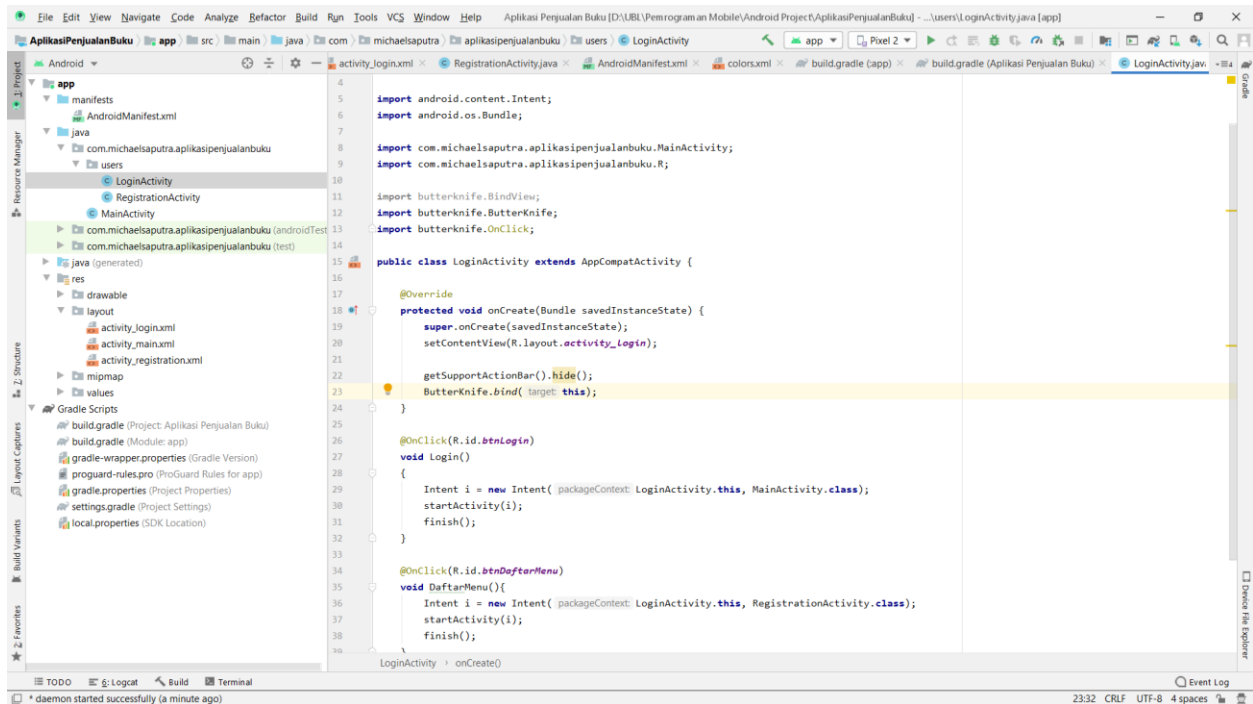 File Edit View Navigate Code Analyze Refactor Build Run Tools VCS Window Help Aplikasi Penjualan Buku [D:\UBL\Pemrograman Mobile\Android Project\AplikasiPenjualanBuku] - ...\users\LoginActivity.java [app]
AplikasiPenjualanBuku app src main java com michaelsaputra aplikasipenjualanbuku users LoginActivity app Pixel 2
Android activity_login.xml RegistrationActivity.java AndroidManifest.xml colors.xml build.gradle (:app) build.gradle (Aplikasi Penjualan Buku) LoginActivity.jav
1: Project
Resource Manager
Z: Structure
Layout Captures
Build Variants
2: Favorites
app
manifests
AndroidManifest.xml
java
com.michaelsaputra.aplikasipenjualanbuku
users
LoginActivity
RegistrationActivity
MainActivity
com.michaelsaputra.aplikasipenjualanbuku (androidTest
com.michaelsaputra.aplikasipenjualanbuku (test)
java (generated)
res
drawable
layout
activity_login.xml
activity_main.xml
activity_registration.xml
mipmap
values
Gradle Scripts
build.gradle (Project: Aplikasi Penjualan Buku)
build.gradle (Module: app)
gradle-wrapper.properties (Gradle Version)
proguard-rules.pro (ProGuard Rules for app)
gradle.properties (Project Properties)
settings.gradle (Project Settings)
local.properties (SDK Location)
4
5 import android.content.Intent;
6 import android.os.Bundle;
7
8 import com.michaelsaputra.aplikasipenjualanbuku.MainActivity;
9 import com.michaelsaputra.aplikasipenjualanbuku.R;
10
11 import butterknife.BindView;
12 import butterknife.ButterKnife;
13 import butterknife.OnClick;
14
15 public class LoginActivity extends AppCompatActivity {
16
17 @Override
18 protected void onCreate(Bundle savedInstanceState) {
19 super.onCreate(savedInstanceState);
20 setContentView(R.layout.activity_login);
21
22 getSupportActionBar().hide();
23 ButterKnife.bind( target: this);
24 }
25
26 @OnClick(R.id.btnLogin)
27 void Login()
28 {
29 Intent i = new Intent( packageContext: LoginActivity.this, MainActivity.class);
30 startActivity(i);
31 finish();
32 }
33
34 @OnClick(R.id.btnDaftarMenu)
35 void DaftarMenu(){
36 Intent i = new Intent( packageContext: LoginActivity.this, RegistrationActivity.class);
37 startActivity(i);
38 finish();
39 }
LoginActivity › onCreate()
Gradle
Device File Explorer
TODO 6: Logcat Build Terminal Event Log
* daemon started successfully (a minute ago) 23:32 CRLF UTF-8 4 spaces